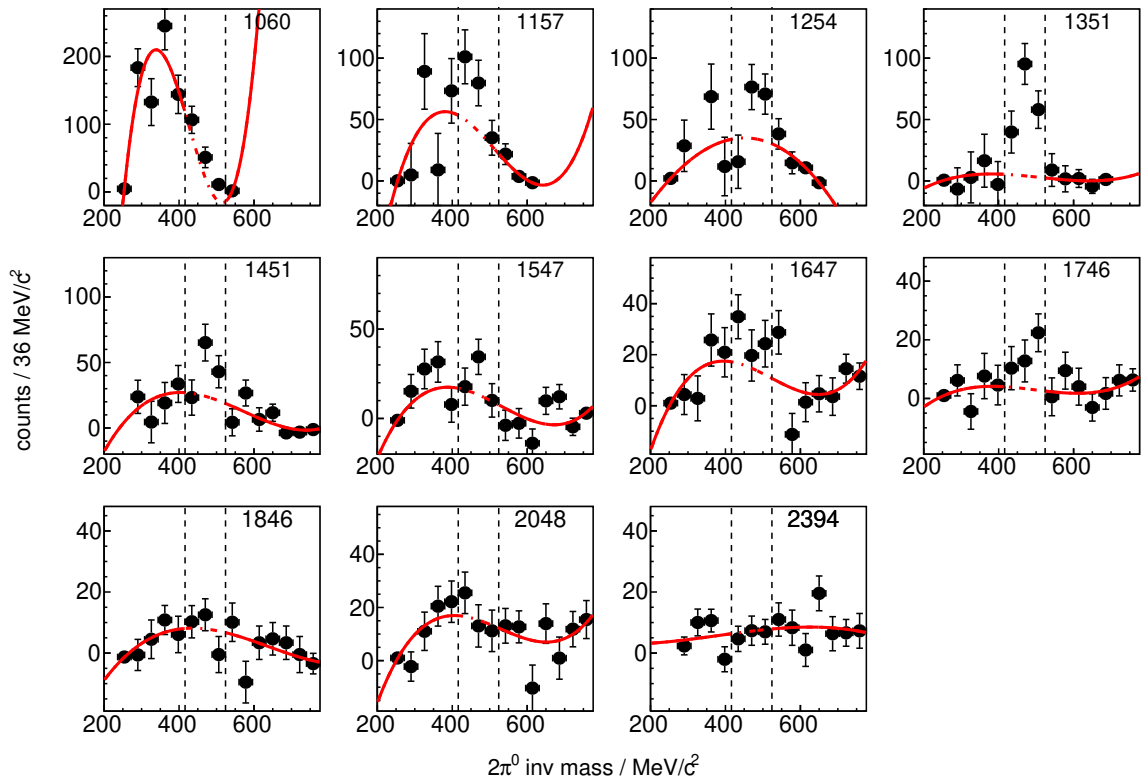 1060 1157 1254 1351
200 100 100 100
100 50 50 50
0 0 0 0
200 400 600 200 400 600 200 400 600 200 400 600
1451 1547 1647 1746
100 50 40 40
50 20 20
0 0 0 0
200 400 600 200 400 600 200 400 600 200 400 600
1846 2048 2394
40 40 40
20 20 20
0 0 0
200 400 600 200 400 600 200 400 600
counts / 36 MeV/c²
2π⁰ inv mass / MeV/c²